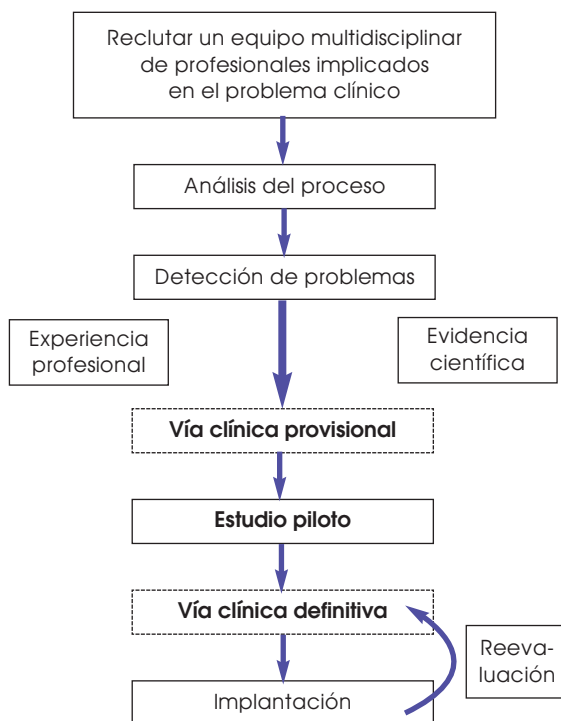 Reclutar un equipo multidisciplinar
de profesionales implicados
en el problema clínico
Análisis del proceso
Detección de problemas
Experiencia
profesional
Evidencia
científica
Vía clínica provisional
Estudio piloto
Vía clínica definitiva
Reeva-
luación
Implantación